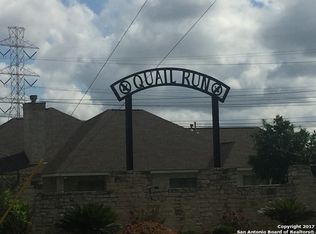 QUAIL RUN
Copyright © 2017
San Antonio Board of Realtors®